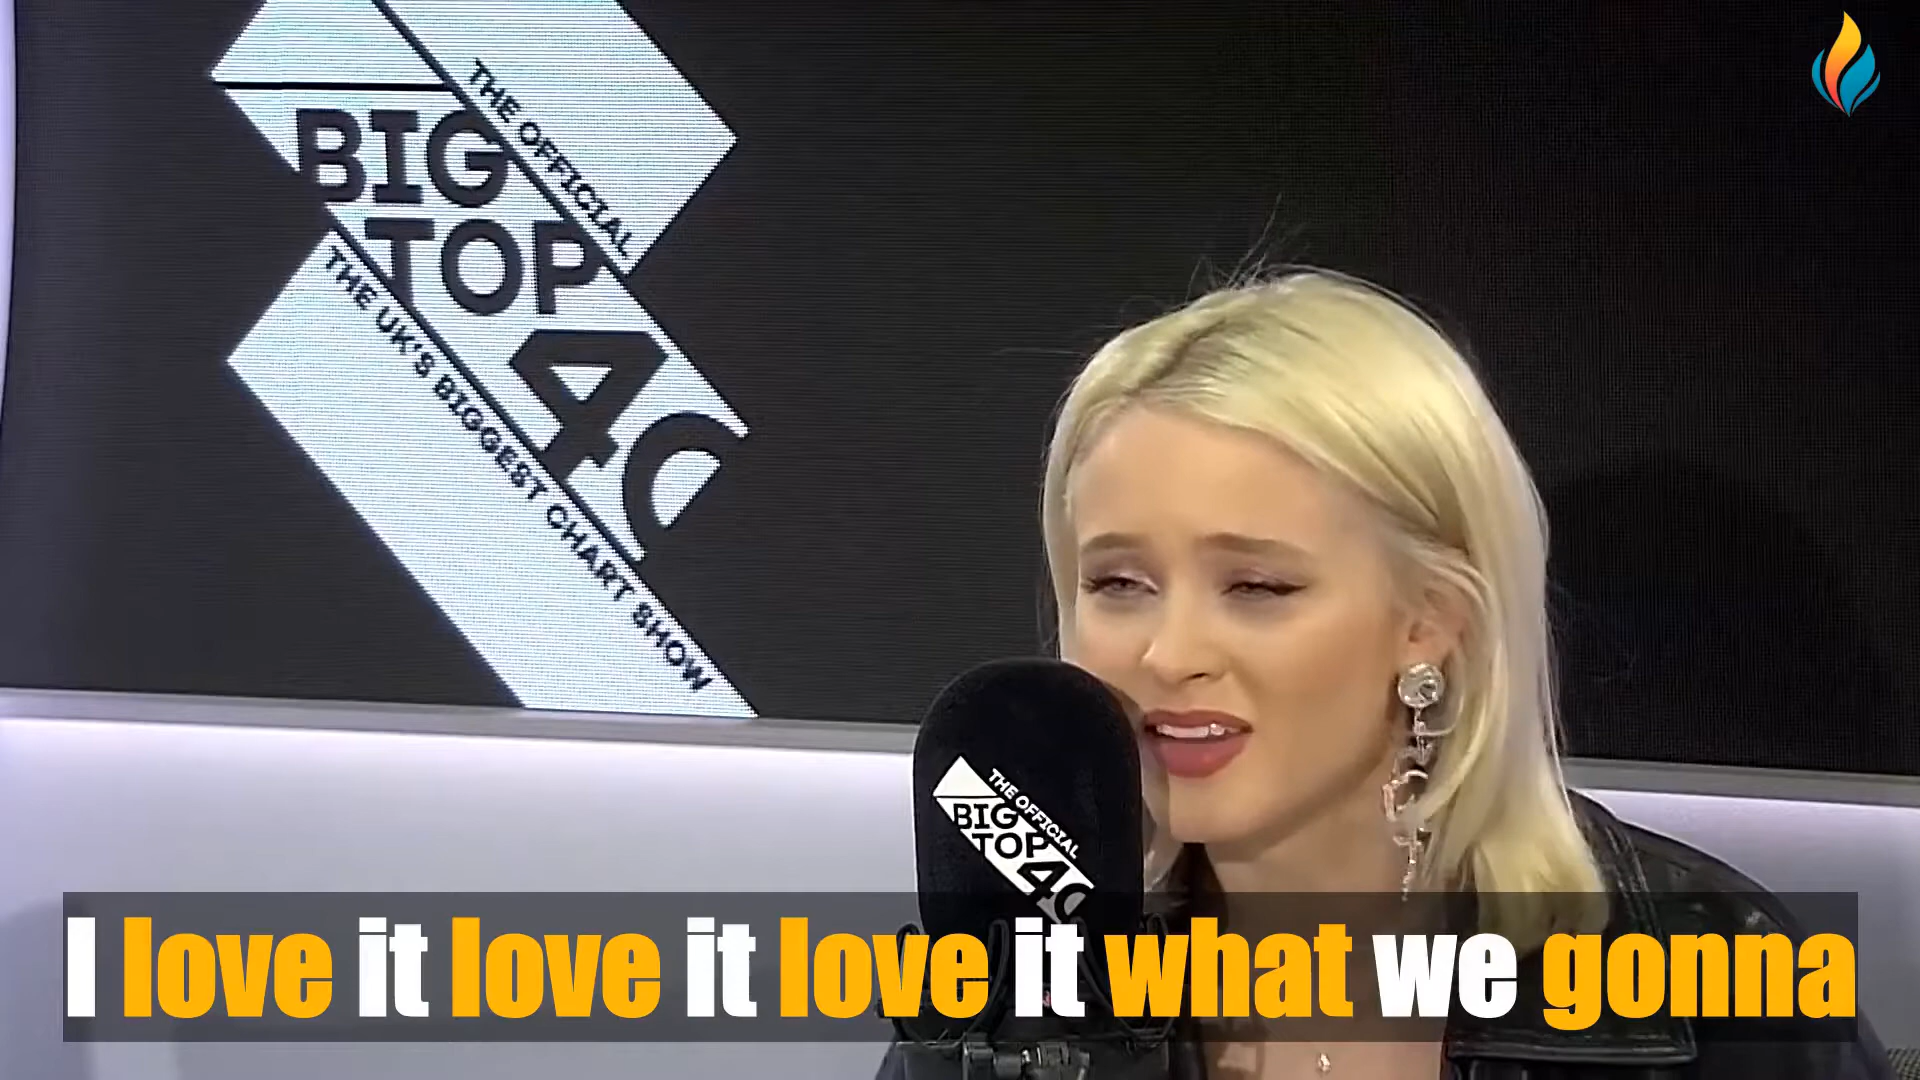 THE OFFICIAL
BIG
TOP
40
THE UK'S BIGGEST CHART SHOW
THE OFFICIAL
BIG
TOP
40
I love it love it love it what we gonna